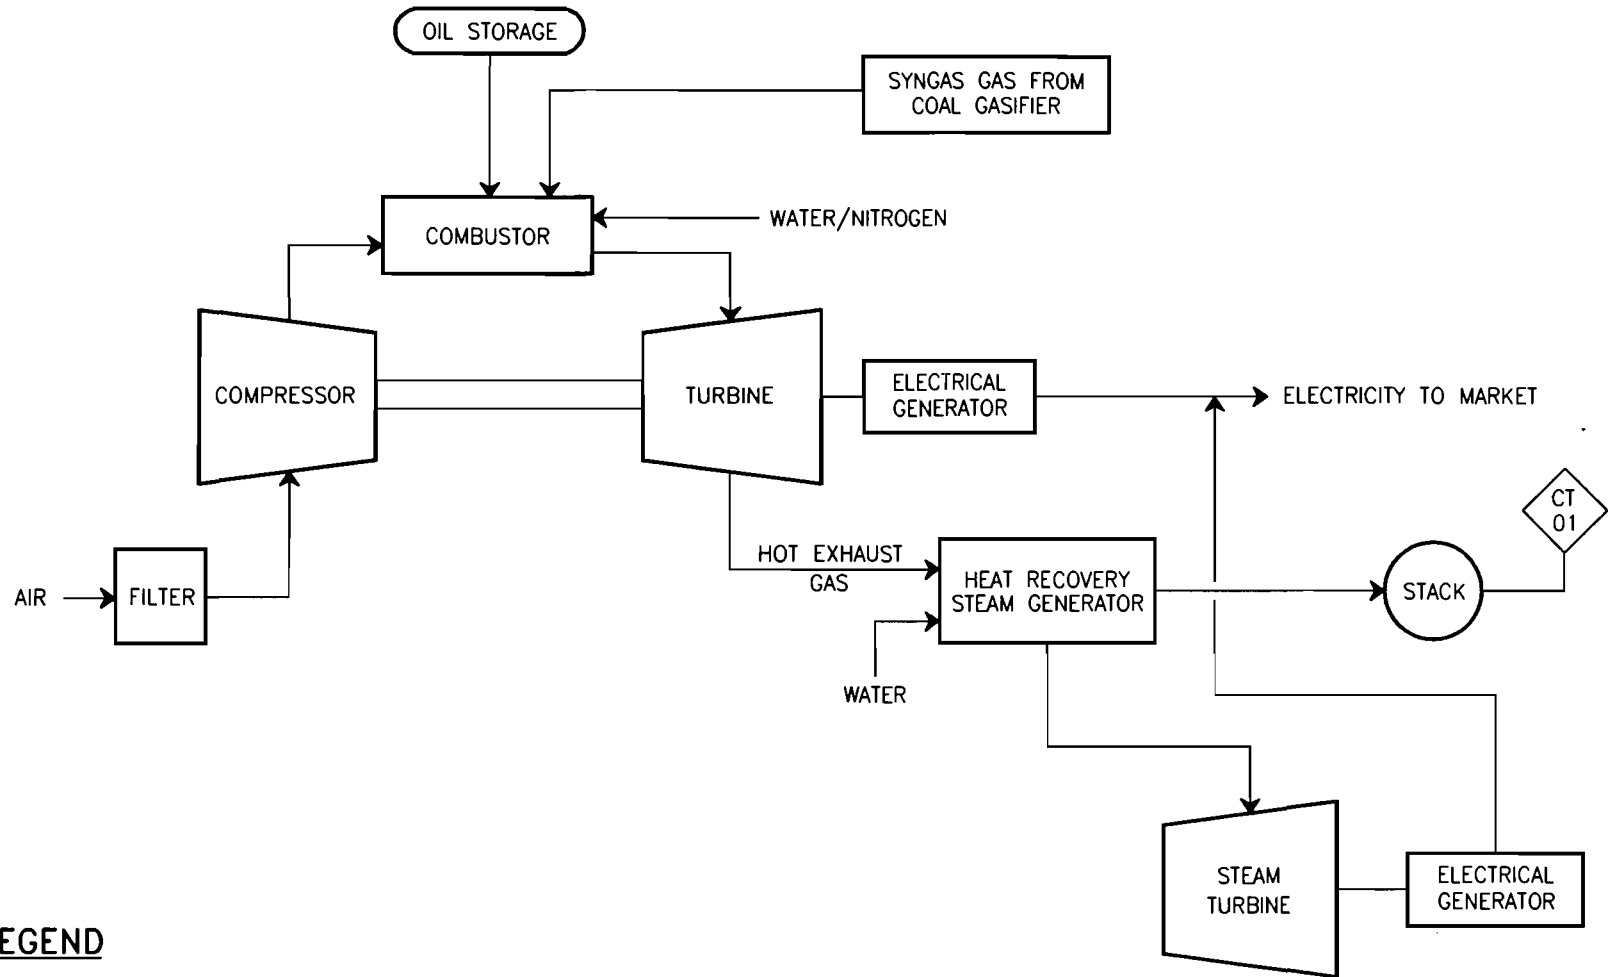 OIL STORAGE
SYNGAS GAS FROM
COAL GASIFIER
WATER/NITROGEN
COMBUSTOR
COMPRESSOR
TURBINE
ELECTRICAL
GENERATOR
ELECTRICITY TO MARKET
CT
01
HOT EXHAUST
GAS
HEAT RECOVERY
STEAM GENERATOR
STACK
AIR
FILTER
WATER
STEAM
TURBINE
ELECTRICAL
GENERATOR
EGEND